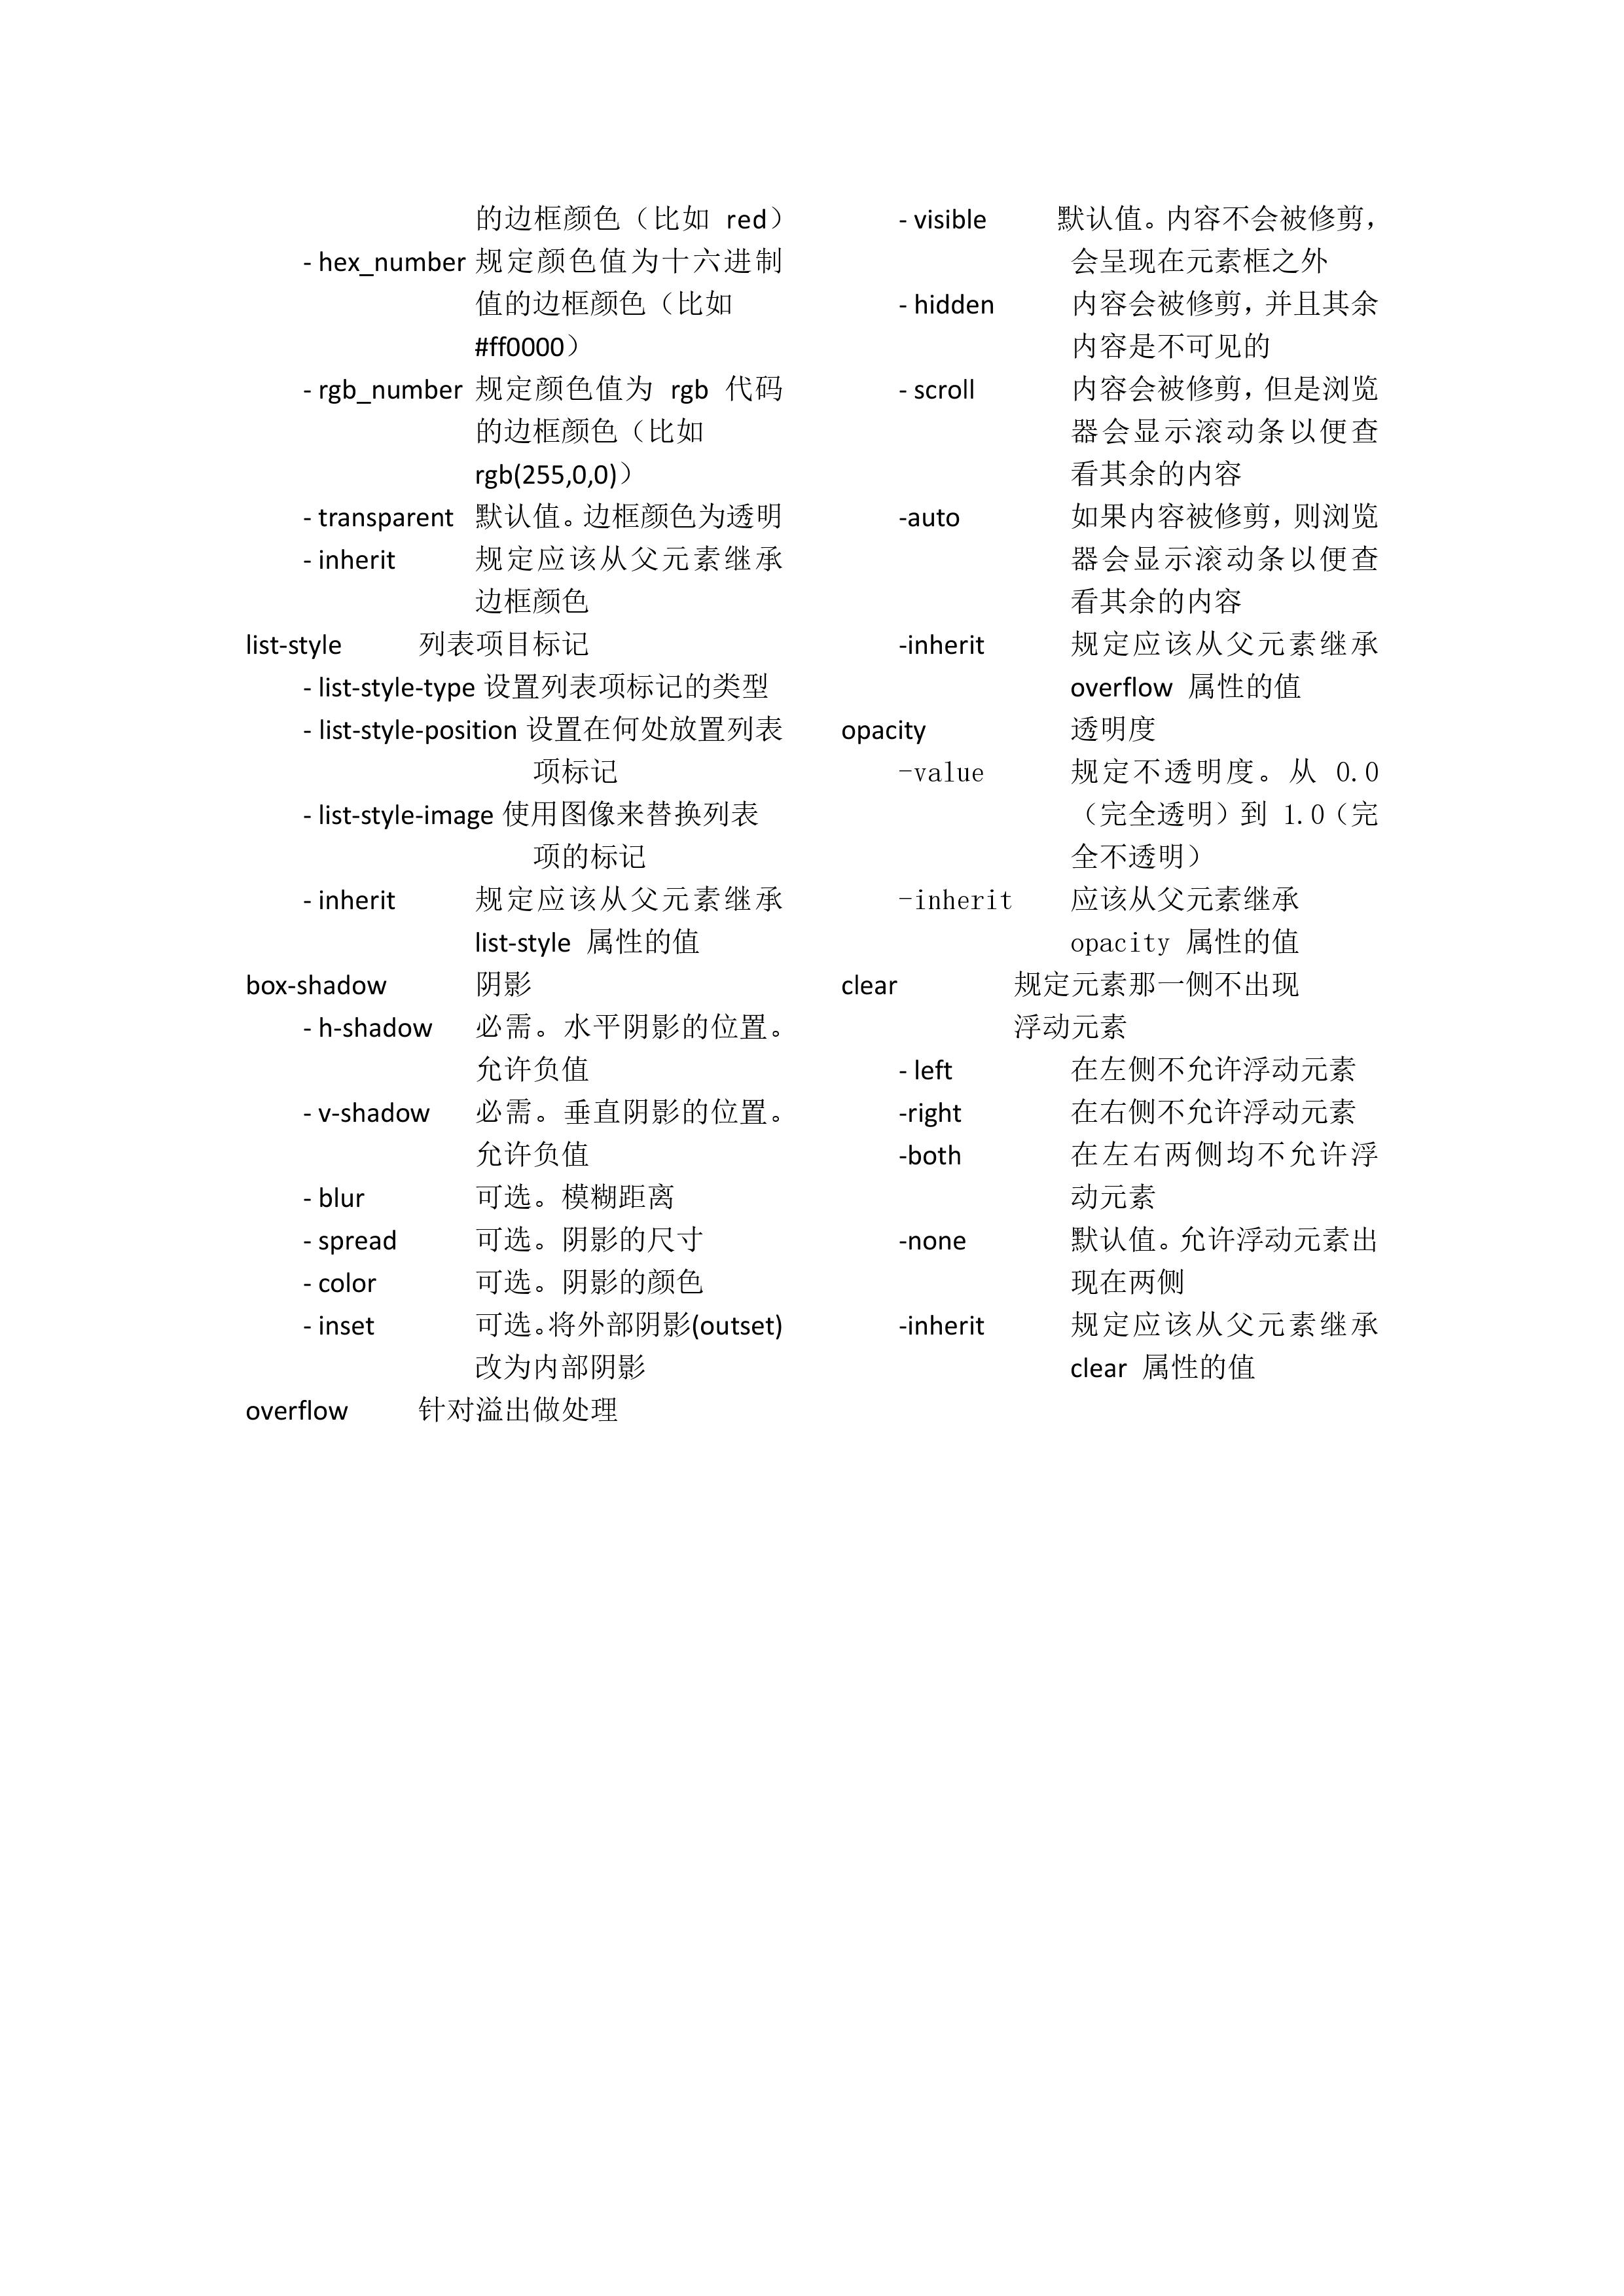 的边框颜色（比如 red）
- hex_number 规定颜色值为十六进制
值的边框颜色（比如
#ff0000）
- rgb_number 规定颜色值为 rgb 代码
的边框颜色（比如
rgb(255,0,0)）
- transparent 默认值。边框颜色为透明
- inherit 规定应该从父元素继承
边框颜色
list-style 列表项目标记
- list-style-type 设置列表项标记的类型
- list-style-position 设置在何处放置列表
项标记
- list-style-image 使用图像来替换列表
项的标记
- inherit 规定应该从父元素继承
list-style 属性的值
box-shadow 阴影
- h-shadow 必需。水平阴影的位置。
允许负值
- v-shadow 必需。垂直阴影的位置。
允许负值
- blur 可选。模糊距离
- spread 可选。阴影的尺寸
- color 可选。阴影的颜色
- inset 可选。将外部阴影(outset)
改为内部阴影
overflow 针对溢出做处理
- visible 默认值。内容不会被修剪，
会呈现在元素框之外
- hidden 内容会被修剪，并且其余
内容是不可见的
- scroll 内容会被修剪，但是浏览
器会显示滚动条以便查
看其余的内容
-auto 如果内容被修剪，则浏览
器会显示滚动条以便查
看其余的内容
-inherit 规定应该从父元素继承
overflow 属性的值
opacity 透明度
-value 规定不透明度。从 0.0
（完全透明）到 1.0（完
全不透明）
-inherit 应该从父元素继承
opacity 属性的值
clear 规定元素那一侧不出现
浮动元素
- left 在左侧不允许浮动元素
-right 在右侧不允许浮动元素
-both 在左右两侧均不允许浮
动元素
-none 默认值。允许浮动元素出
现在两侧
-inherit 规定应该从父元素继承
clear 属性的值